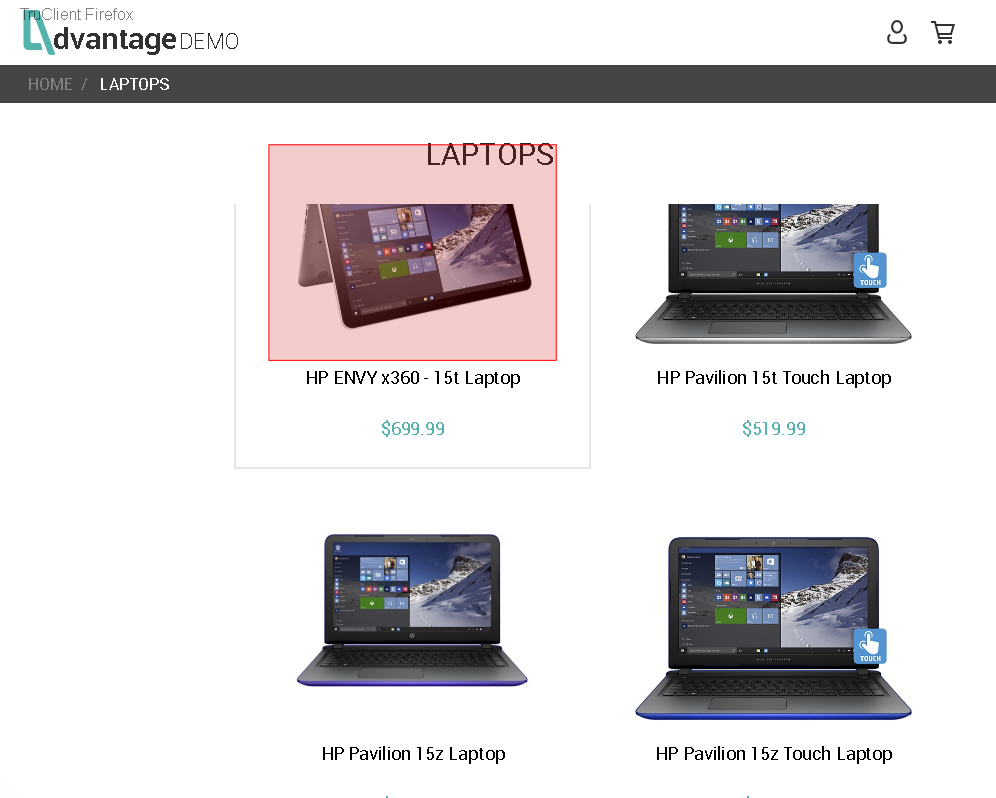 TruClient Firefox
dvantage DEMO
HOME / LAPTOPS
LAPTOPS
TOUCH
HP ENVY x360 - 15t Laptop
HP Pavilion 15t Touch Laptop
$699.99
$519.99
TOUCH
HP Pavilion 15z Laptop
HP Pavilion 15z Touch Laptop